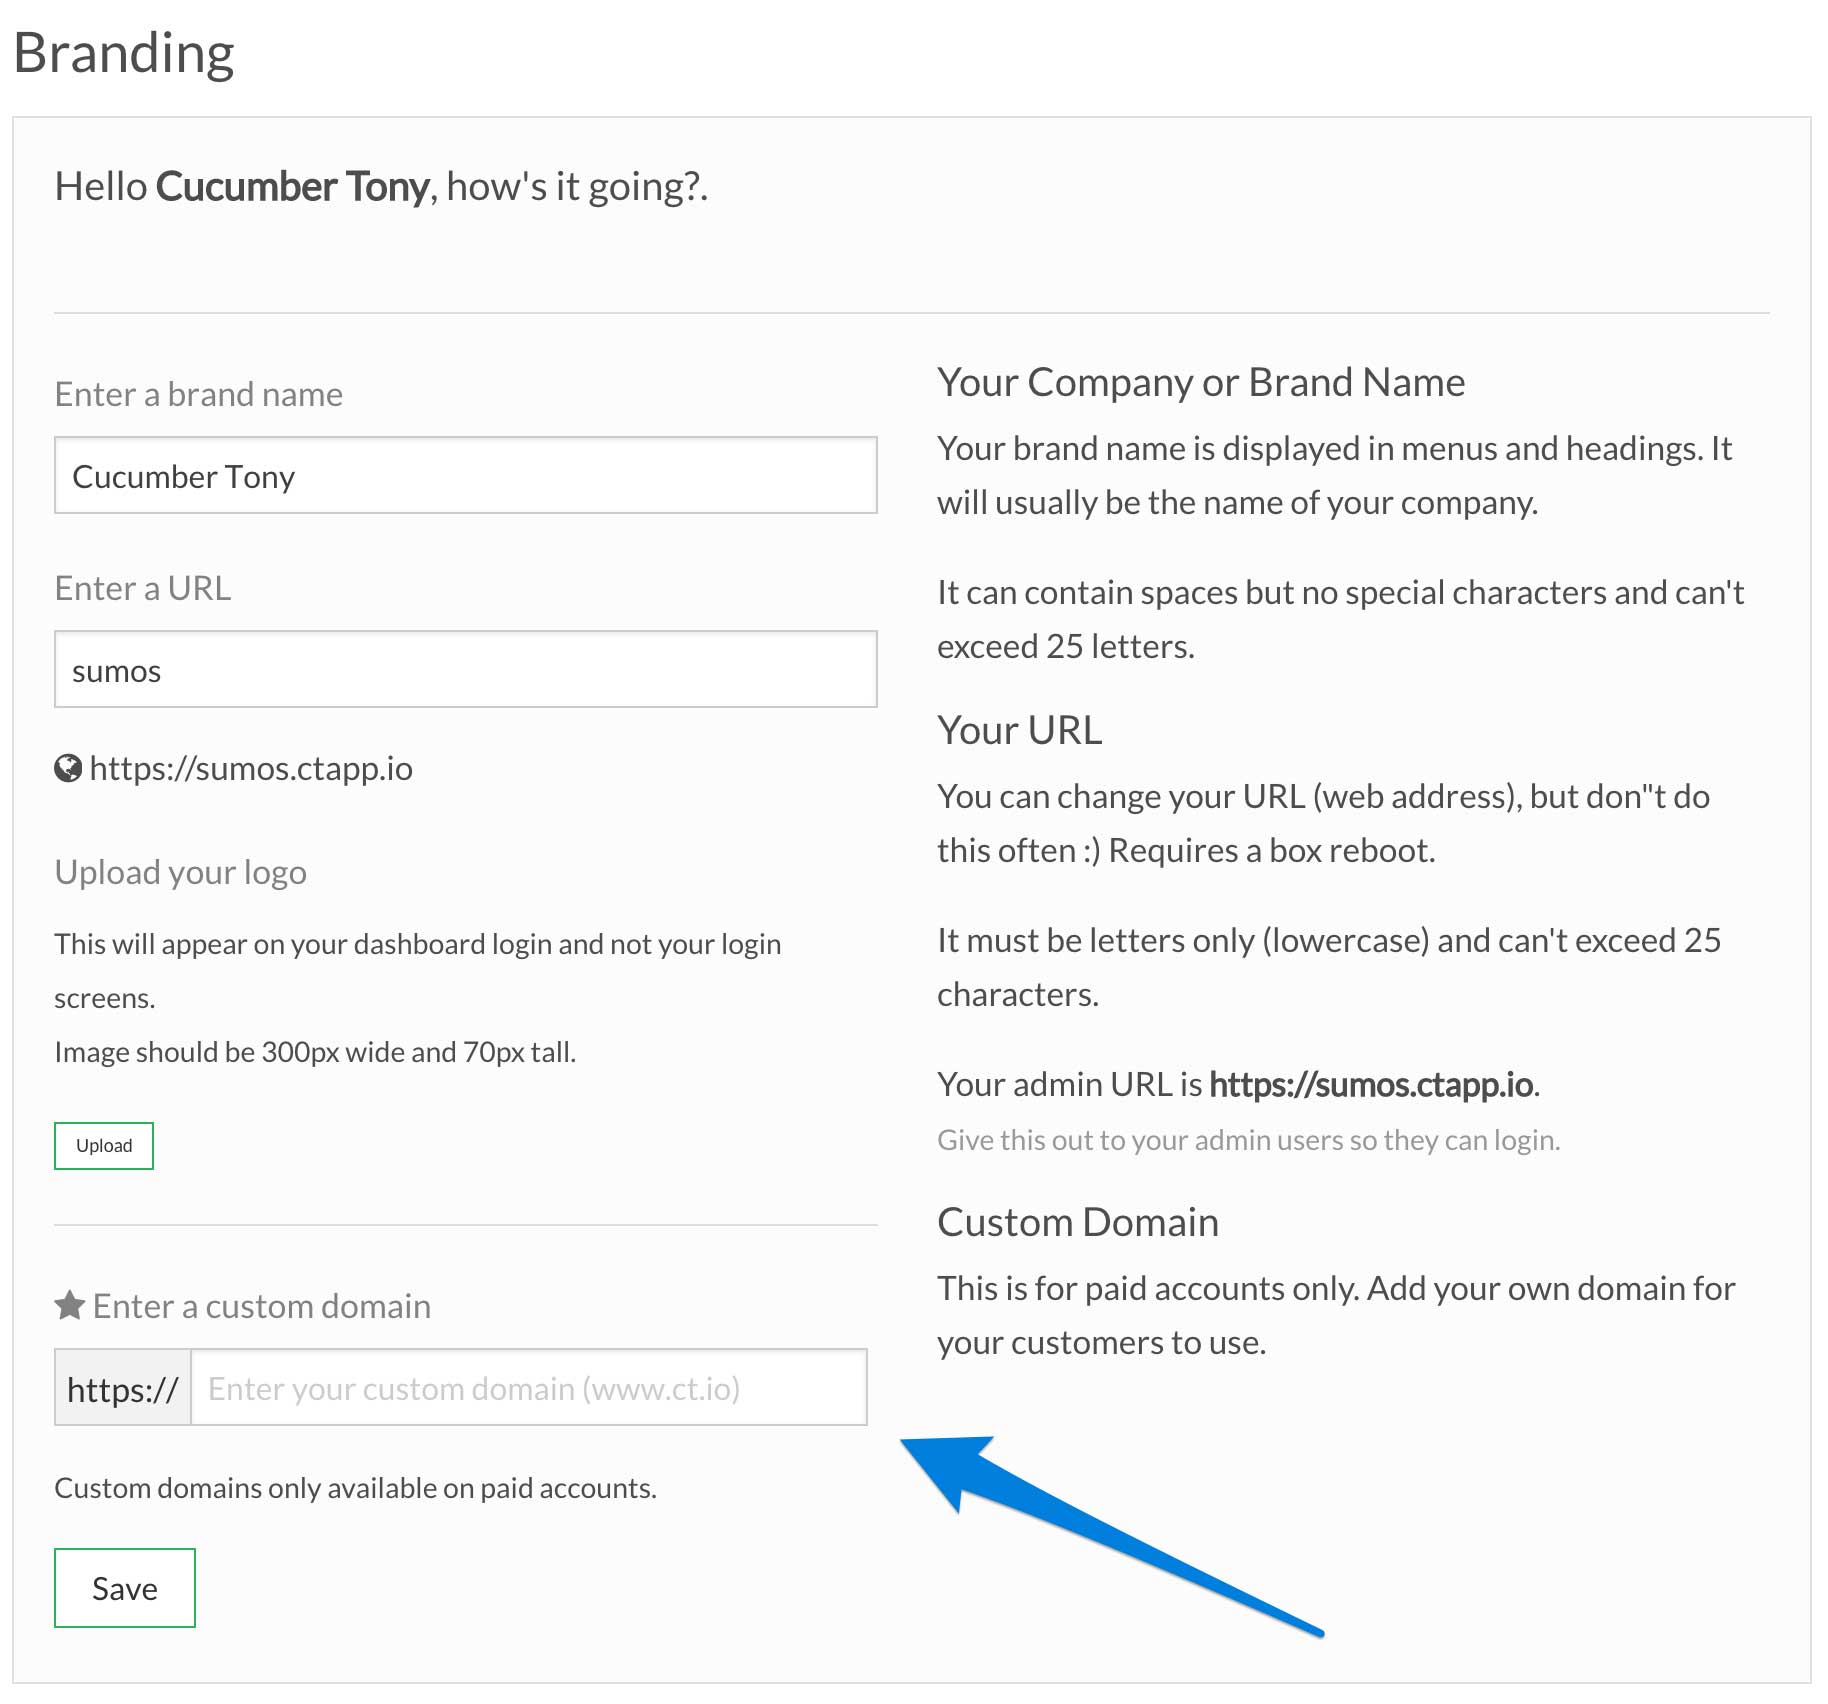 Branding
Hello Cucumber Tony, how's it going?.
Enter a brand name
Cucumber Tony
Enter a URL
sumos
https://sumos.ctapp.io
Upload your logo
This will appear on your dashboard login and not your login
screens.
Image should be 300px wide and 70px tall.
Upload
Enter a custom domain
https:// Enter your custom domain (www.ct.io)
Custom domains only available on paid accounts.
Save
Your Company or Brand Name
Your brand name is displayed in menus and headings. It
will usually be the name of your company.
It can contain spaces but no special characters and can't
exceed 25 letters.
Your URL
You can change your URL (web address), but don"t do
this often :) Requires a box reboot.
It must be letters only (lowercase) and can't exceed 25
characters.
Your admin URL is https://sumos.ctapp.io.
Give this out to your admin users so they can login.
Custom Domain
This is for paid accounts only. Add your own domain for
your customers to use.